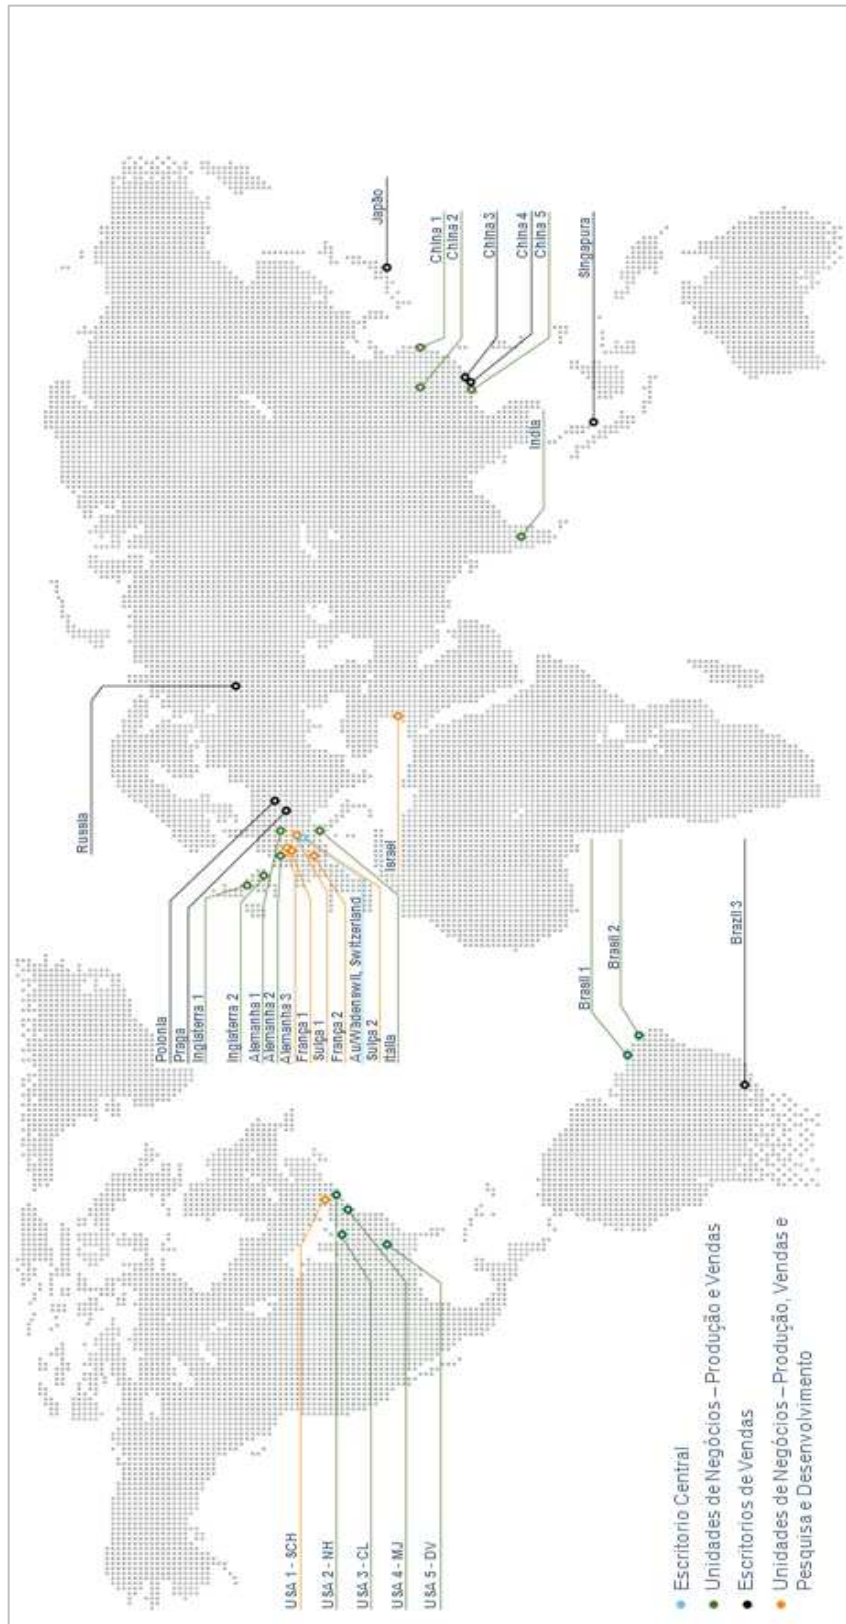 Russia
Japão
China 1
China 2
China 3
China 4
China 5
Singapura
India
Polonia
Praga
Inglaterra 1
Inglaterra 2
Alemanha 1
Alemanha 2
Alemanha 3
França 1
Suiça 1
França 2
Au/Wädenswil, Switzerland
Suiça 2
Itália
Israel
Brasil 1
Brasil 2
Brazil 3
USA 1 - SCH
USA 2 - NH
USA 3 - CL
USA 4 - MJ
USA 5 - DV
Escritorio Central
Unidades de Negócios – Produção e Vendas
Escritorios de Vendas
Unidades de Negócios – Produção, Vendas e
Pesquisa e Desenvolvimento